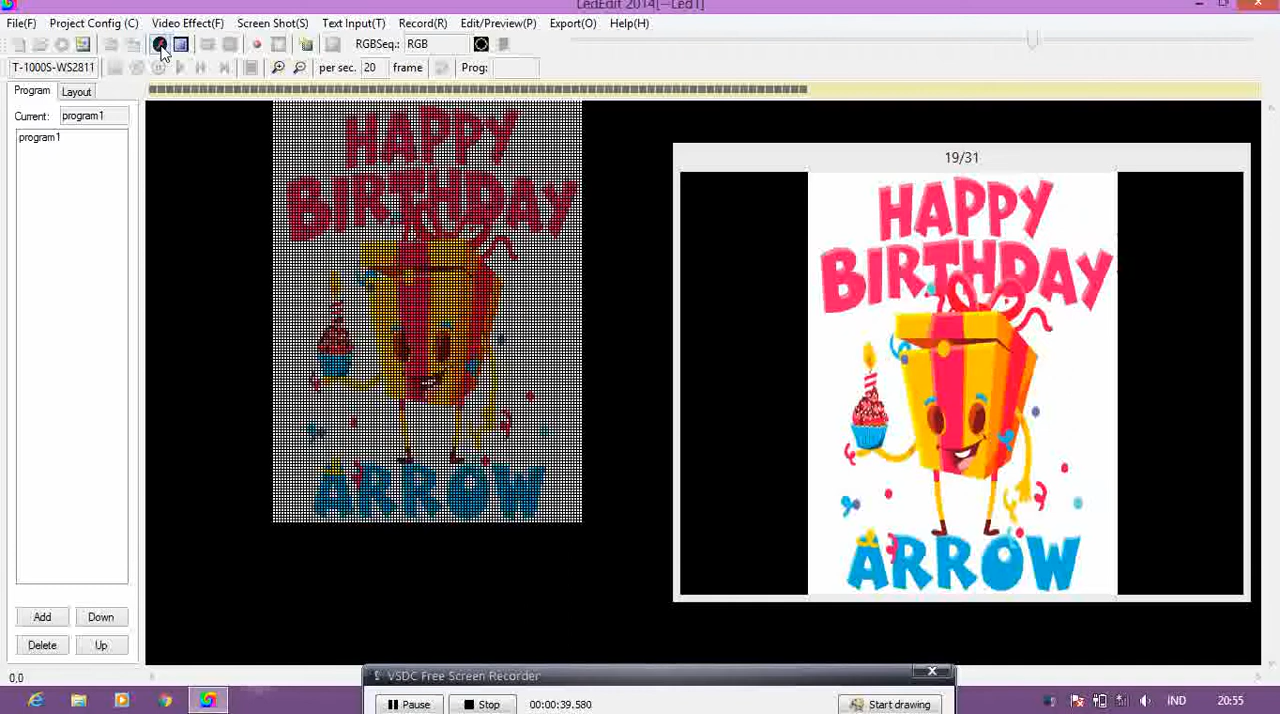 LedEdit 2014[--Led1]
File(F) Project Config (C) Video Effect(F) Screen Shot(S) Text Input(T) Record(R) Edit/Preview(P) Export(O) Help(H)
RGBSeq.: RGB
T-1000S-WS2811 per sec. 20 frame Prog:
Program Layout
Current: program1
program1
HAPPY
BIRTHDAY
ARROW
19/31
HAPPY
BIRTHDAY
ARROW
Add Down
Delete Up
0,0
VSDC Free Screen Recorder
Pause Stop 00:00:39.580 Start drawing
IND 20:55